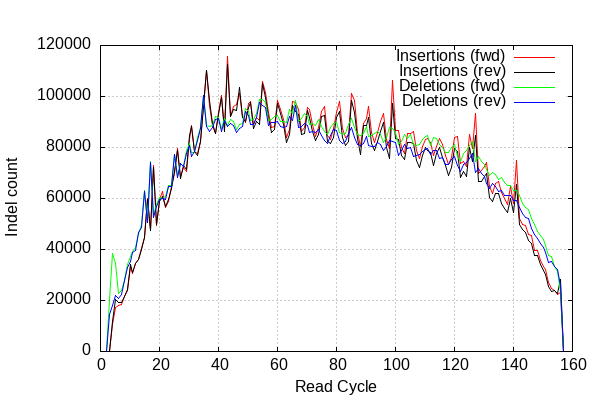 120000
100000
80000
60000
40000
20000
0
Indel count
Insertions (fwd)
Insertions (rev)
Deletions (fwd)
Deletions (rev)
0 20 40 60 80 100 120 140 160
Read Cycle